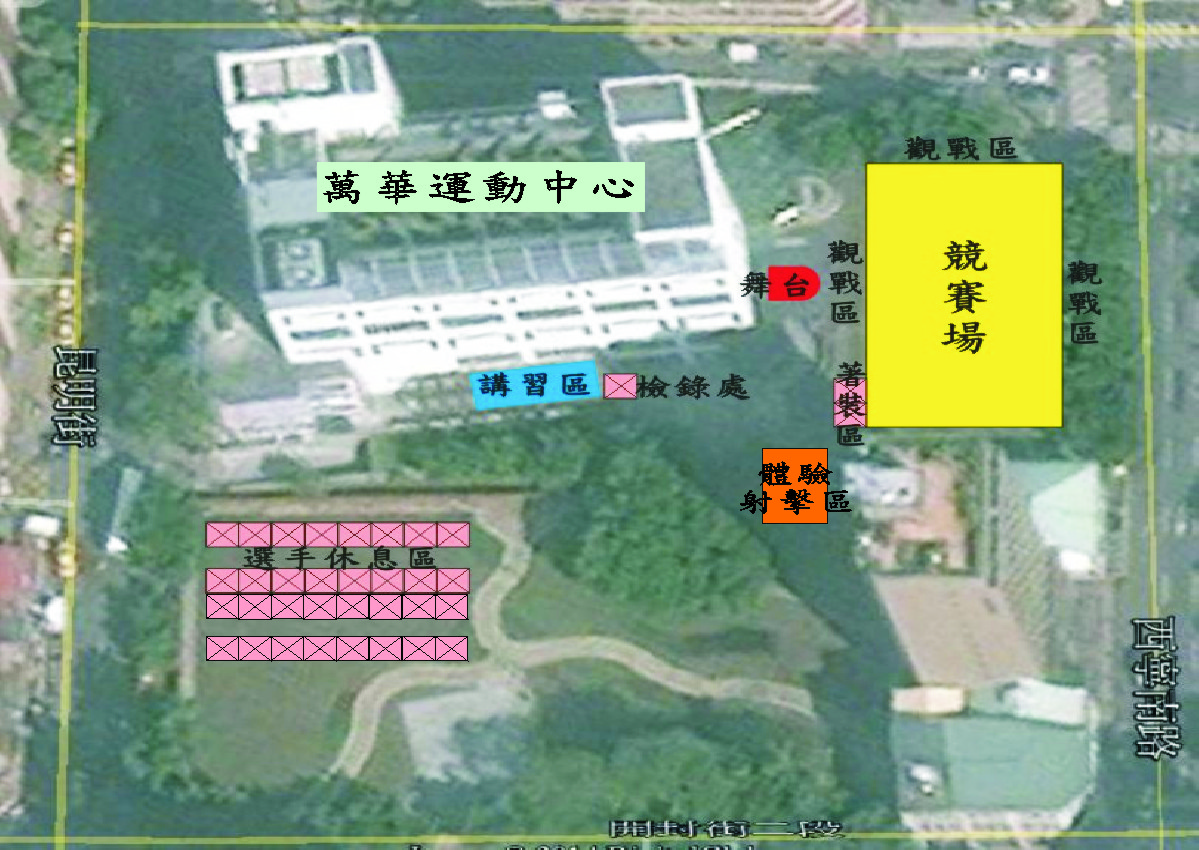 觀戰區
萬華運動中心
觀戰區
競賽場
觀戰區
舞台
昆明街
講習區
檢錄處
著裝區
體驗
射擊區
選手休息區
西寧南路
開封街二段